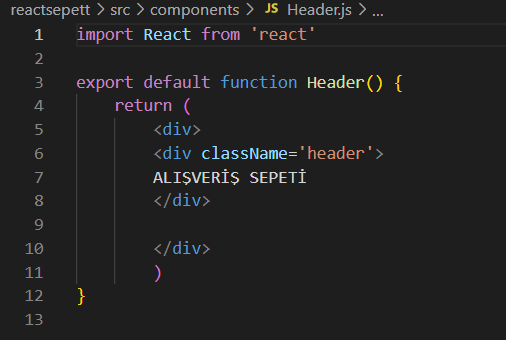 reactsepett > src > components > JS Header.js > ...
1 import React from 'react'
2
3 export default function Header() {
4 return (
5 <div>
6 <div className='header'>
7 ALIŞVERİŞ SEPETİ
8 </div>
9
10 </div>
11 )
12 }
13